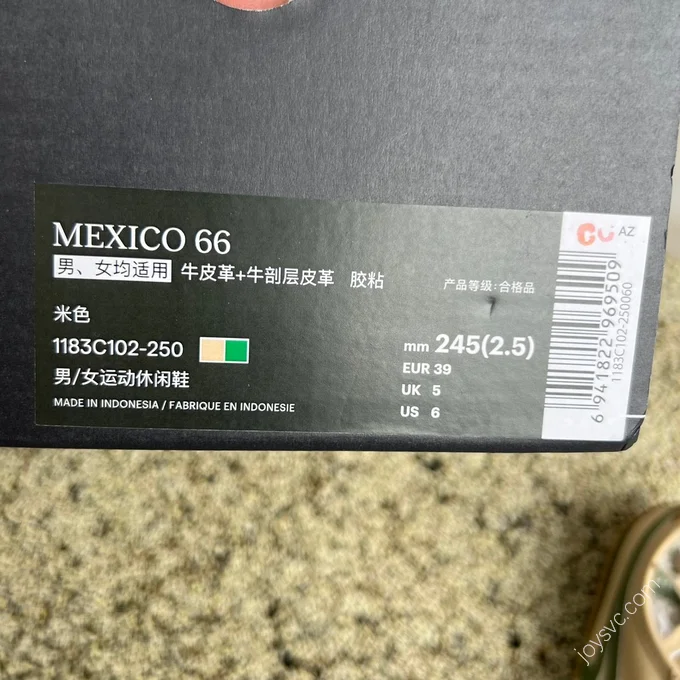 MEXICO 66
男、女均适用 牛皮革+牛剖层皮革 胶粘
产品等级:合格品
米色
1183C102-250
男/女运动休闲鞋
MADE IN INDONESIA / FABRIQUE EN INDONESIE
mm 245(2.5)
EUR 39
UK 5
US 6
AZ
6 941822 969509
1183C102-250060
joysvc.com